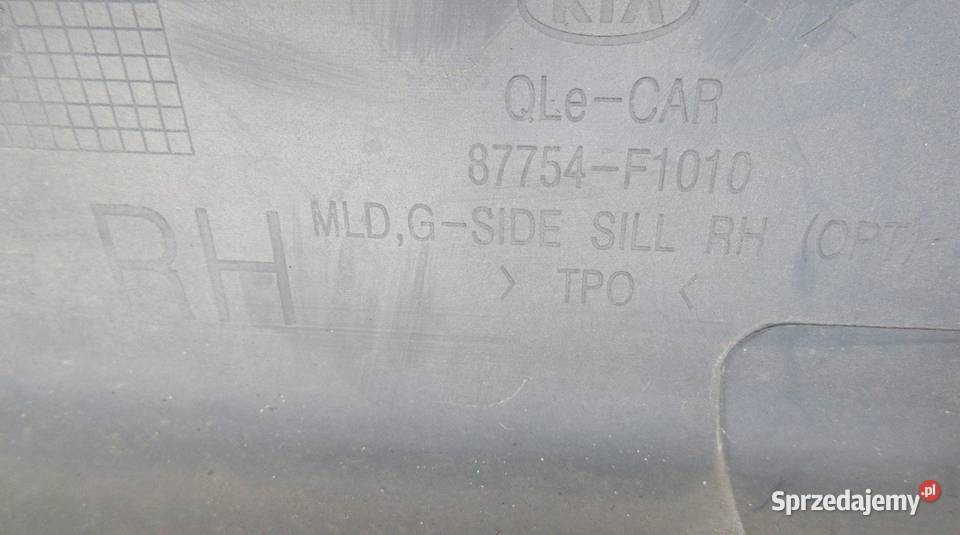 KIA
QLe-CAR
87754-F1010
MLD,G-SIDE SILL RH (OPT)
RH
> TPO <
Sprzedajemy.pl